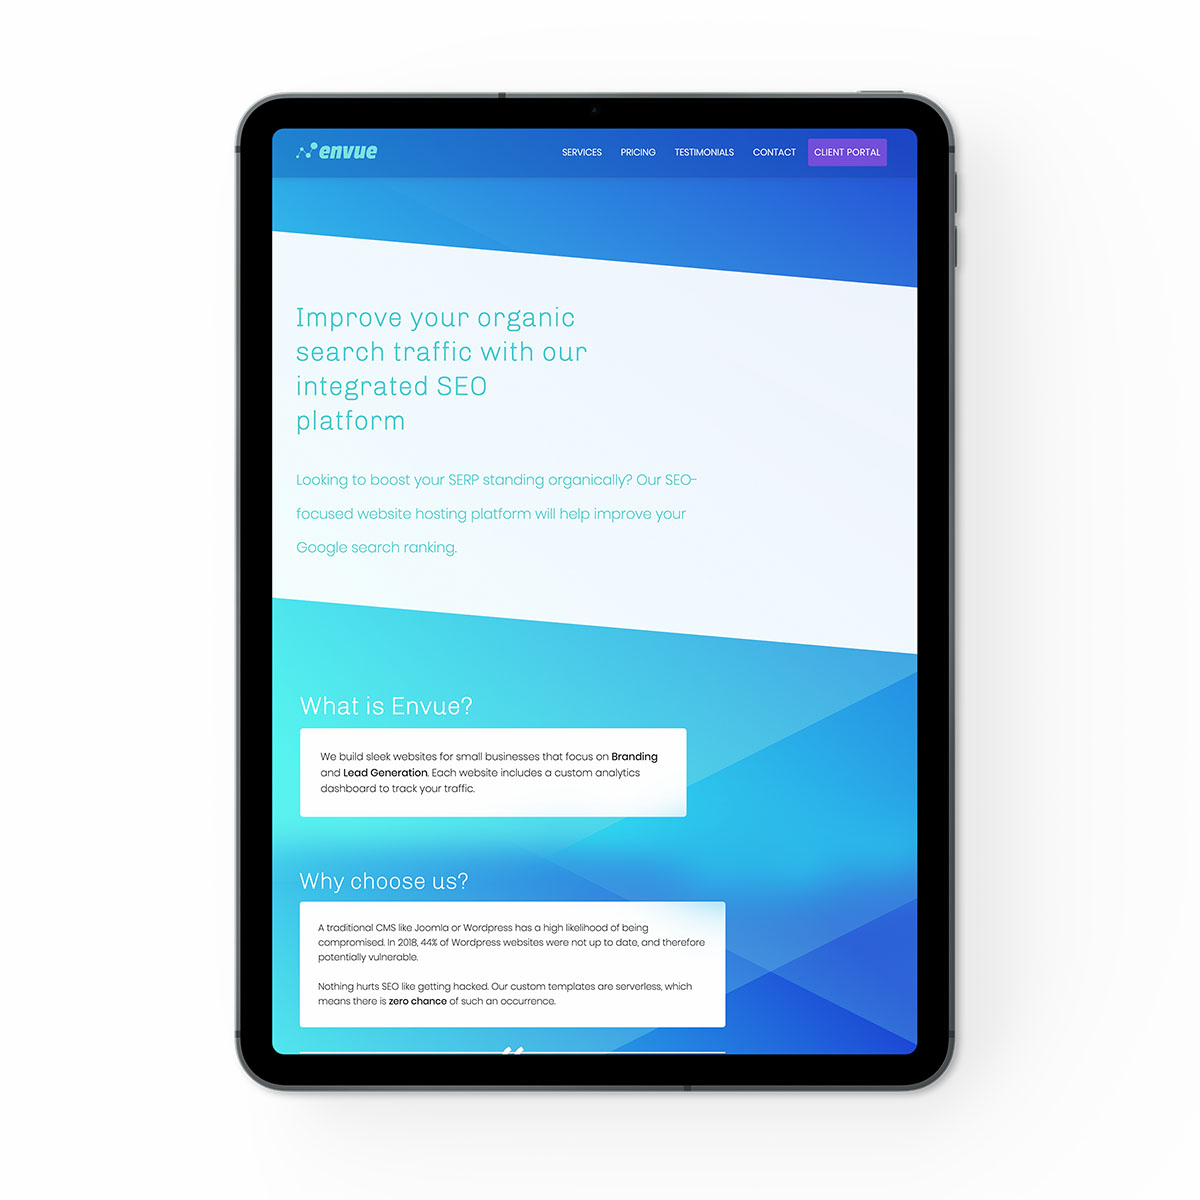 envue
SERVICES PRICING TESTIMONIALS CONTACT CLIENT PORTAL
Improve your organic
search traffic with our
integrated SEO
platform
Looking to boost your SERP standing organically? Our SEO-
focused website hosting platform will help improve your
Google search ranking.
What is Envue?
We build sleek websites for small businesses that focus on Branding
and Lead Generation. Each website includes a custom analytics
dashboard to track your traffic.
Why choose us?
A traditional CMS like Joomla or Wordpress has a high likelihood of being
compromised. In 2018, 44% of Wordpress websites were not up to date, and therefore
potentially vulnerable.
Nothing hurts SEO like getting hacked. Our custom templates are serverless, which
means there is zero chance of such an occurrence.